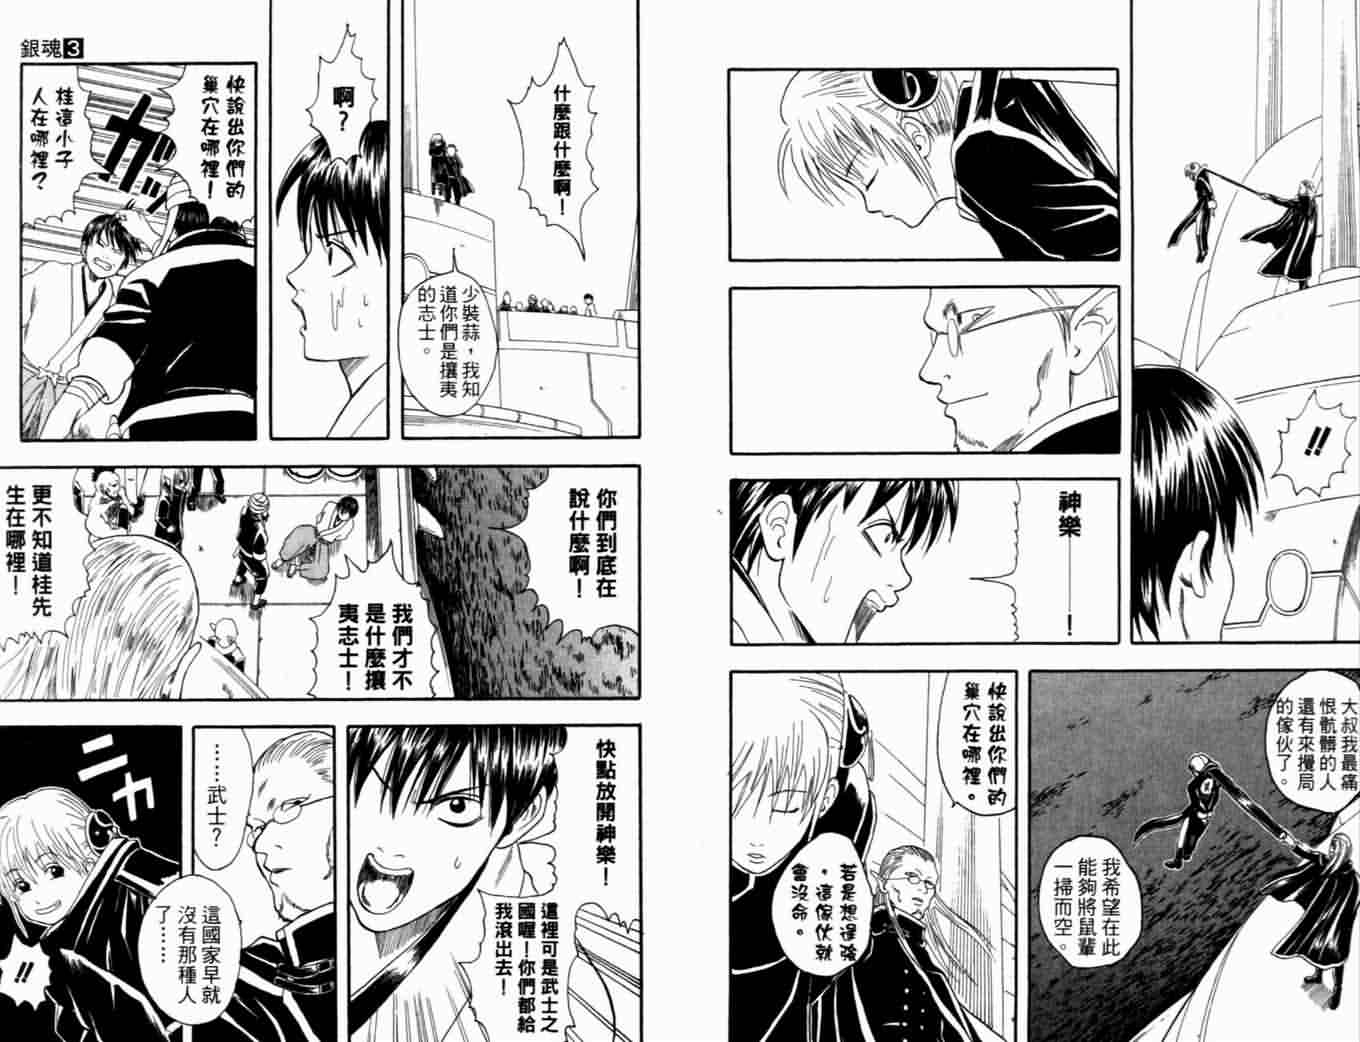 !!
神樂——！
大叔我最痛
恨骯髒的人
還有來攪局
的傢伙了。
我希望在此
能夠將鼠輩
一掃而空。
快說出你們的
巢穴在哪裡。
若是想逞強
，這傢伙就
會沒命。
銀魂3
什麼跟什麼啊！
少裝蒜，我知
道你們是攘夷
的志士。
啊？
快說出你們的
巢穴在哪裡！
桂這小子
人在哪裡？
ガッ
你們到底在
說什麼啊！
我們才不
是什麼攘
夷志士！
更不知道桂先
生在哪裡！
快點放開神樂！
這裡可是武士之
國喔！你們都給
我滾出去！
……武士？
這國家早就
沒有那種人
了……
ニカ
!!